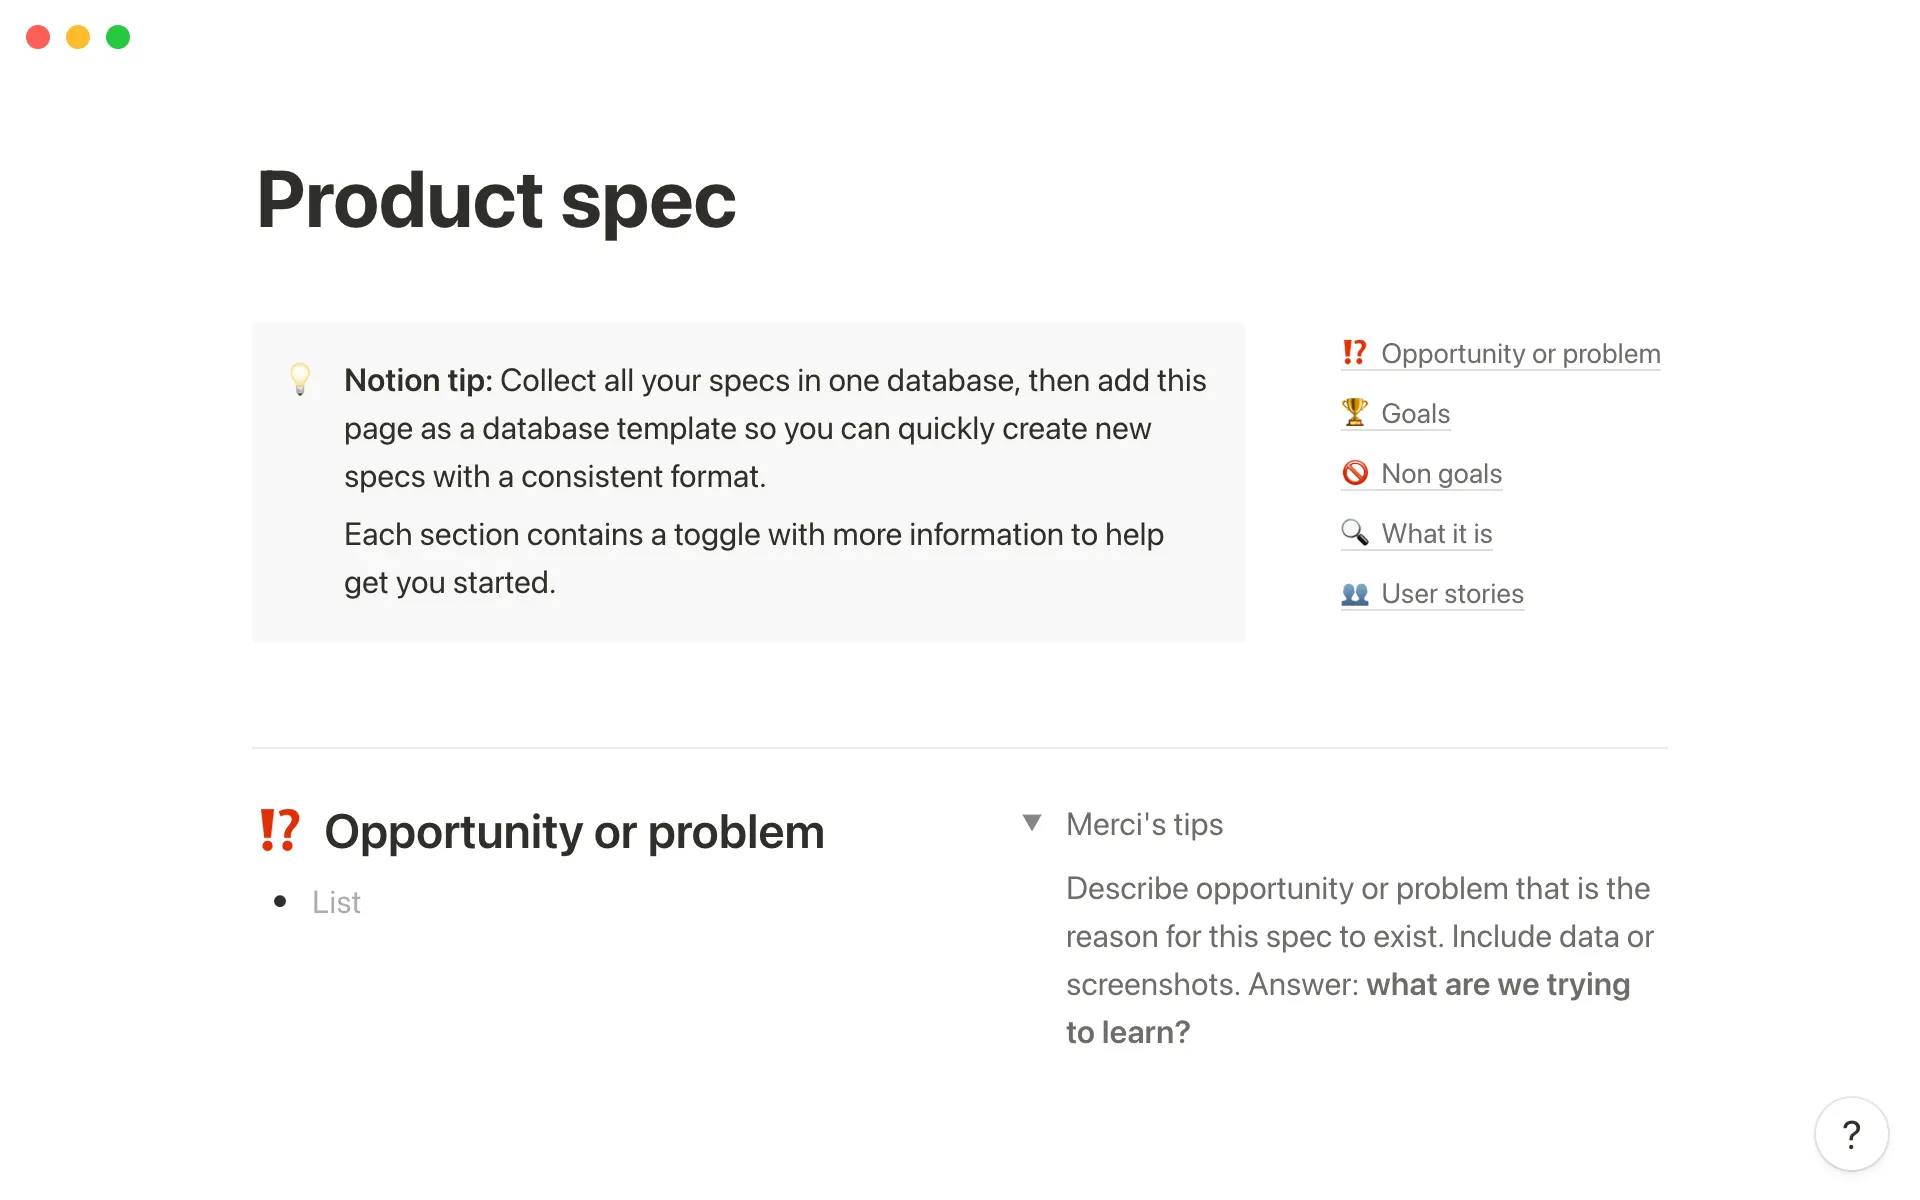 Product spec
💡 Notion tip: Collect all your specs in one database, then add this
page as a database template so you can quickly create new
specs with a consistent format.
Each section contains a toggle with more information to help
get you started.
⁉️ Opportunity or problem
🏆 Goals
🚫 Non goals
🔍 What it is
👥 User stories
⁉️ Opportunity or problem
• List
▼ Merci's tips
Describe opportunity or problem that is the
reason for this spec to exist. Include data or
screenshots. Answer: what are we trying
to learn?
?